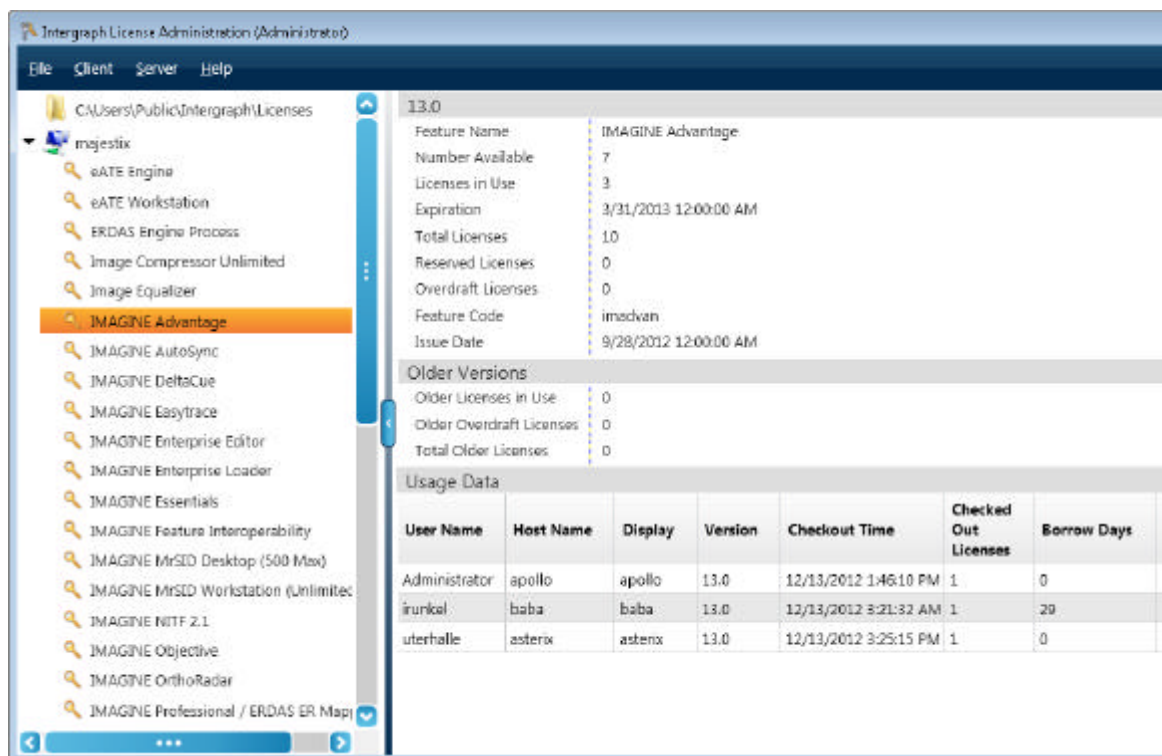 Intergraph License Administration (Administrator)
File Client Server Help
C:\Users\Public\Intergraph\Licenses
majestix
eATE Engine
eATE Workstation
ERDAS Engine Process
Image Compressor Unlimited
Image Equalizer
IMAGINE Advantage
IMAGINE AutoSync
IMAGINE DeltaCue
IMAGINE Easytrace
IMAGINE Enterprise Editor
IMAGINE Enterprise Loader
IMAGINE Essentials
IMAGINE Feature Interoperability
IMAGINE MrSID Desktop (500 Max)
IMAGINE MrSID Workstation (Unlimited
IMAGINE NITF 2.1
IMAGINE Objective
IMAGINE OrthoRadar
IMAGINE Professional / ERDAS ER Mapp
13.0
Feature Name IMAGINE Advantage
Number Available 7
Licenses in Use 3
Expiration 3/31/2013 12:00:00 AM
Total Licenses 10
Reserved Licenses 0
Overdraft Licenses 0
Feature Code imadvan
Issue Date 9/28/2012 12:00:00 AM
Older Versions
Older Licenses in Use 0
Older Overdraft Licenses 0
Total Older Licenses 0
Usage Data
User Name Host Name Display Version Checkout Time Checked Out Licenses Borrow Days
Administrator apollo apollo 13.0 12/13/2012 1:46:10 PM 1 0
irunkel baba baba 13.0 12/13/2012 3:21:32 AM 1 29
uterhalle asterix asterix 13.0 12/13/2012 3:25:15 PM 1 0